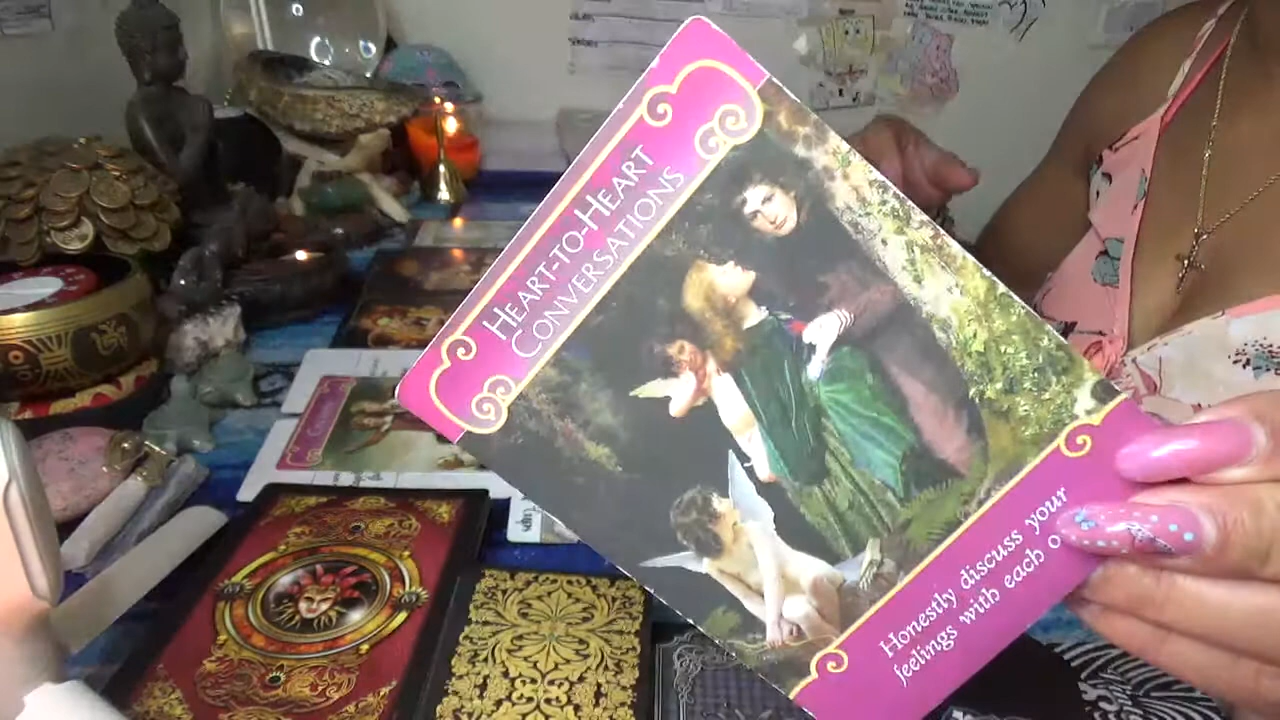 HEART-TO-HEART
CONVERSATIONS
Honestly discuss your
feelings with each o